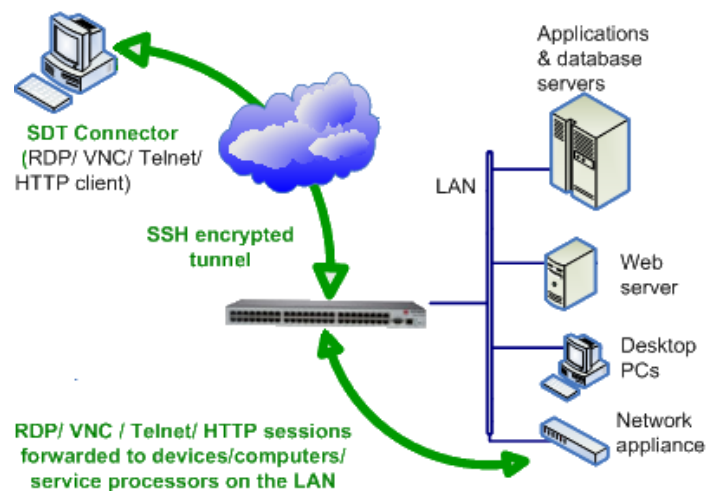 SDT Connector
(RDP/ VNC/ Telnet/
HTTP client)
SSH encrypted
tunnel
RDP/ VNC / Telnet/ HTTP sessions
forwarded to devices/computers/
service processors on the LAN
Applications
& database
servers
LAN
Web
server
Desktop
PCs
Network
appliance